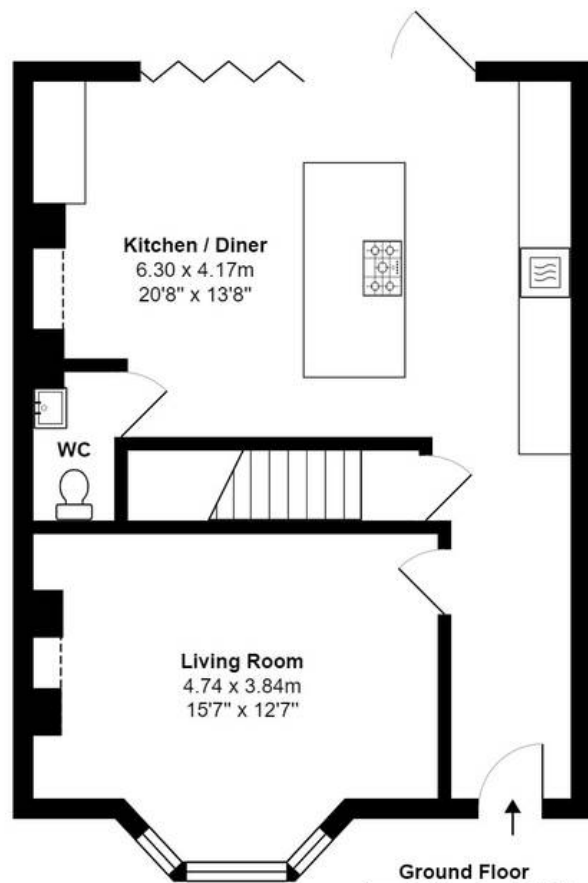 Kitchen / Diner
6.30 x 4.17m
20'8" x 13'8"
WC
Living Room
4.74 x 3.84m
15'7" x 12'7"
Ground Floor